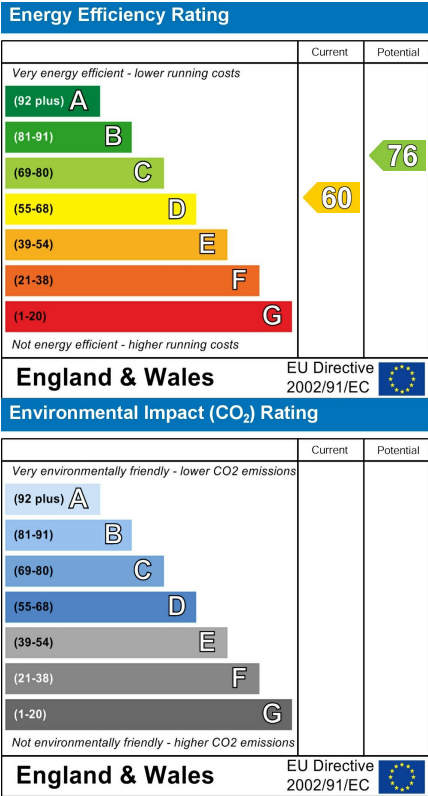 Energy Efficiency Rating
Current Potential
Very energy efficient - lower running costs
(92 plus) A
(81-91) B
(69-80) C
(55-68) D
(39-54) E
(21-38) F
(1-20) G
76
60
Not energy efficient - higher running costs
England & Wales
EU Directive
2002/91/EC
Environmental Impact (CO₂) Rating
Current Potential
Very environmentally friendly - lower CO2 emissions
(92 plus) A
(81-91) B
(69-80) C
(55-68) D
(39-54) E
(21-38) F
(1-20) G
Not environmentally friendly - higher CO2 emissions
England & Wales
EU Directive
2002/91/EC